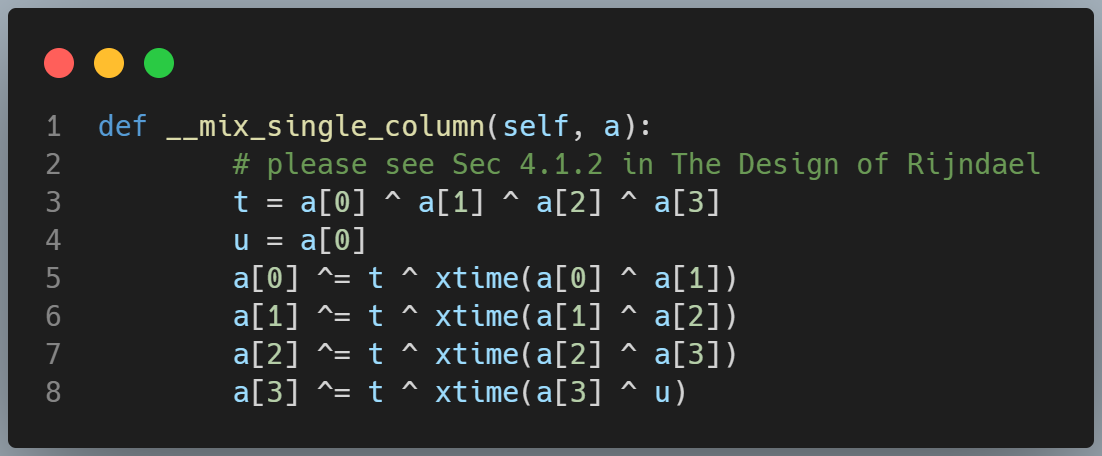 1 def __mix_single_column(self, a):
2         # please see Sec 4.1.2 in The Design of Rijndael
3         t = a[0] ^ a[1] ^ a[2] ^ a[3]
4         u = a[0]
5         a[0] ^= t ^ xtime(a[0] ^ a[1])
6         a[1] ^= t ^ xtime(a[1] ^ a[2])
7         a[2] ^= t ^ xtime(a[2] ^ a[3])
8         a[3] ^= t ^ xtime(a[3] ^ u)